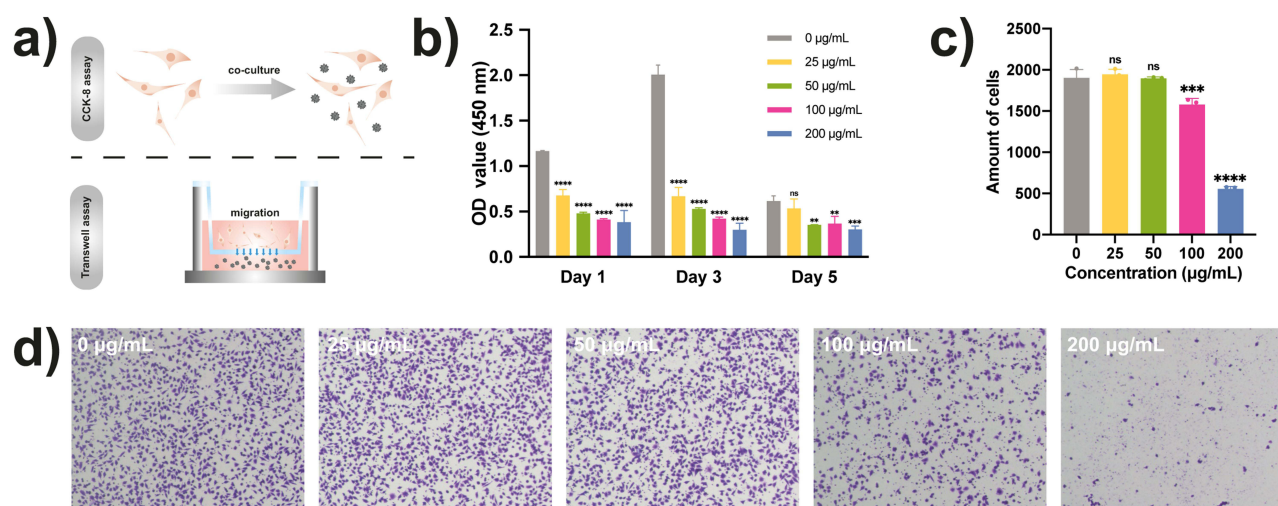 a)
CCK-8 assay
co-culture
Transwell assay
migration
b)
OD value (450 nm)
2.5
2.0
1.5
1.0
0.5
0.0
0 μg/mL
25 μg/mL
50 μg/mL
100 μg/mL
200 μg/mL
**** **** **** ****
**** **** **** ****
ns ** ** ***
Day 1 Day 3 Day 5
c)
Amount of cells
2500
2000
1500
1000
500
0
ns ns *** ****
0 25 50 100 200
Concentration (μg/mL)
d)
0 μg/mL
25 μg/mL
50 μg/mL
100 μg/mL
200 μg/mL